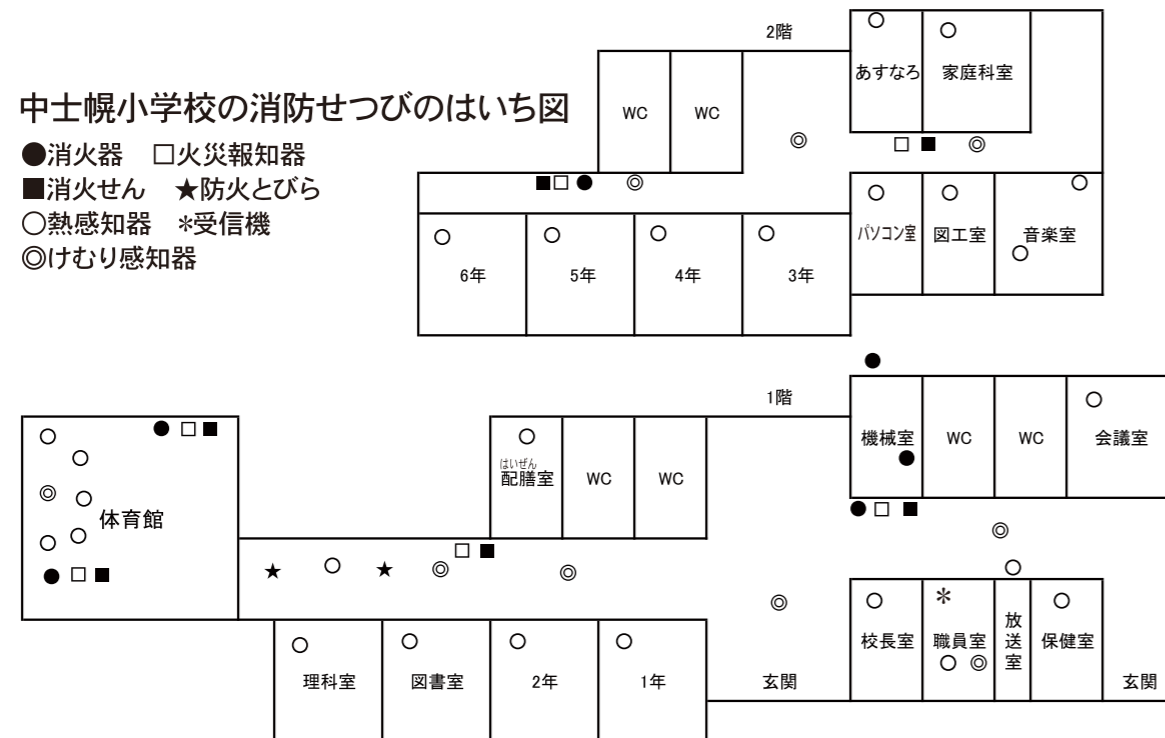 中士幌小学校の消防せつびのはいち図
●消火器 □火災報知器
■消火せん ★防火とびら
○熱感知器 *受信機
◎けむり感知器
2階
あすなろ 家庭科室
WC WC
パソコン室 図工室 音楽室
6年 5年 4年 3年
1階
機械室 WC WC 会議室
はいぜん
配膳室 WC WC
体育館
校長室 職員室 放送室 保健室
理科室 図書室 2年 1年 玄関 玄関